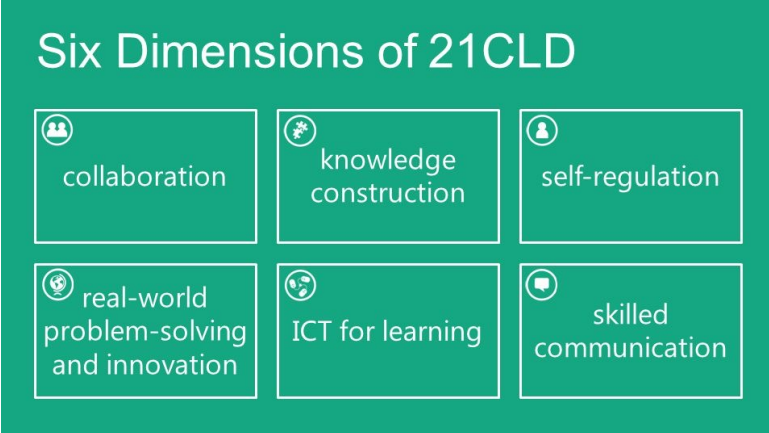 Six Dimensions of 21CLD
collaboration
knowledge
construction
self-regulation
real-world
problem-solving
and innovation
ICT for learning
skilled
communication